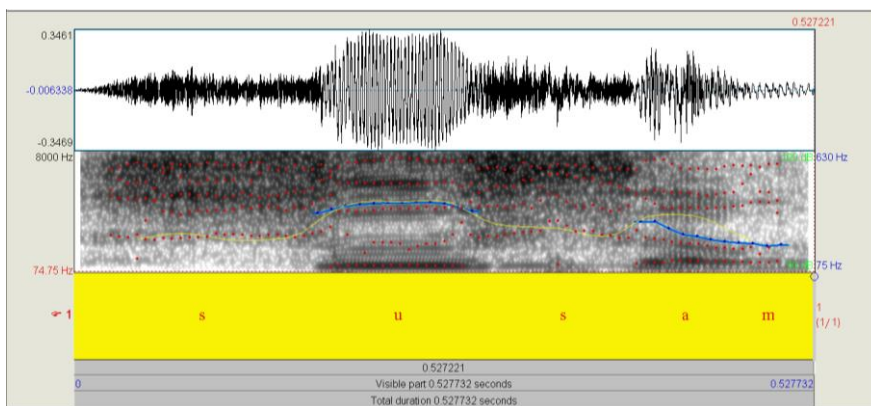 0.527221
0.3461
-0.006338
-0.3469
8000 Hz
630 Hz
74.75 Hz
75 Hz
1 s u s a m 1
(1/1)
0.527221
0 Visible part 0.527732 seconds 0.527732
Total duration 0.527732 seconds